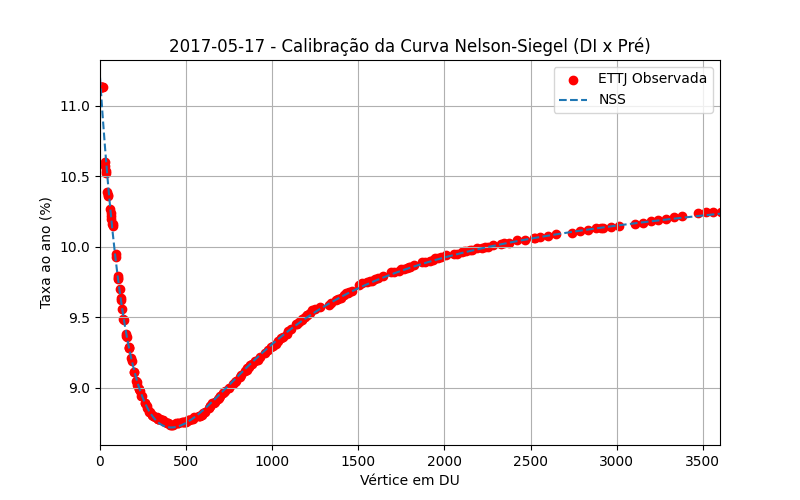 2017-05-17 - Calibração da Curva Nelson-Siegel (DI x Pré)
ETTJ Observada
NSS
Taxa ao ano (%)
11.0
10.5
10.0
9.5
9.0
0 500 1000 1500 2000 2500 3000 3500
Vértice em DU